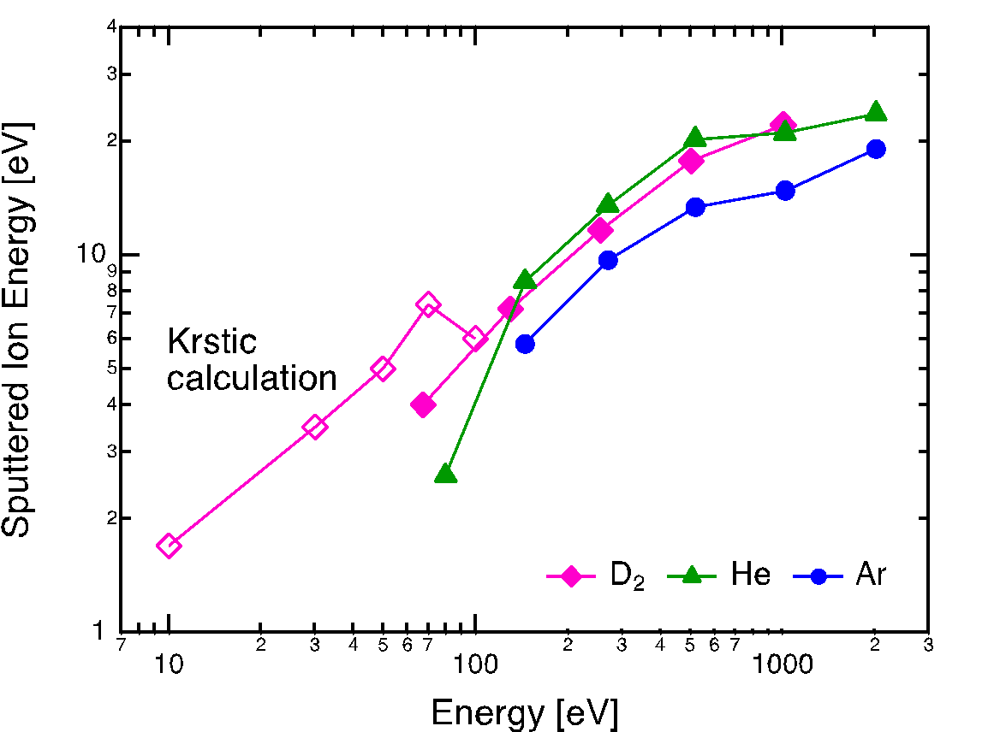 4
3
2
10
9
8
7
6
5
4
3
2
1
Sputtered Ion Energy [eV]
Krstic
calculation
D2 He Ar
7 2 3 4 5 6 7 2 3 4 5 6 7 2 3
10 100 1000
Energy [eV]